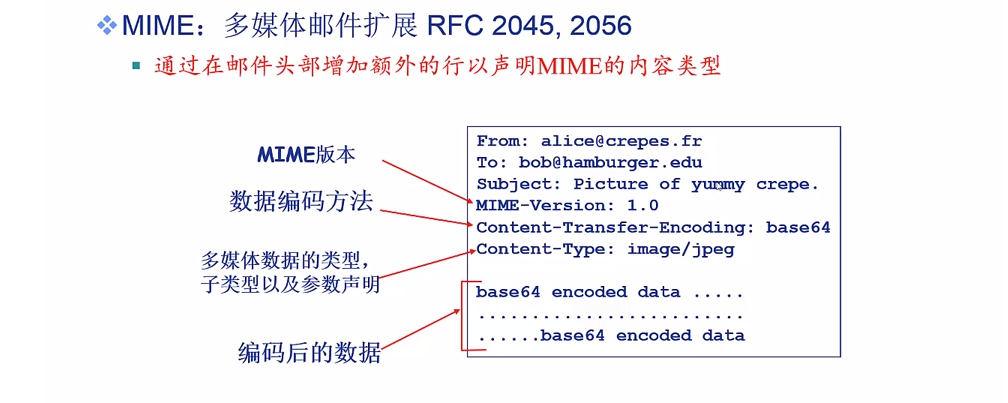 MIME：多媒体邮件扩展 RFC 2045, 2056
通过在邮件头部增加额外的行以声明MIME的内容类型
MIME版本
数据编码方法
多媒体数据的类型，
子类型以及参数声明
编码后的数据
From: alice@crepes.fr
To: bob@hamburger.edu
Subject: Picture of yummy crepe.
MIME-Version: 1.0
Content-Transfer-Encoding: base64
Content-Type: image/jpeg
base64 encoded data .....
.........................
......base64 encoded data